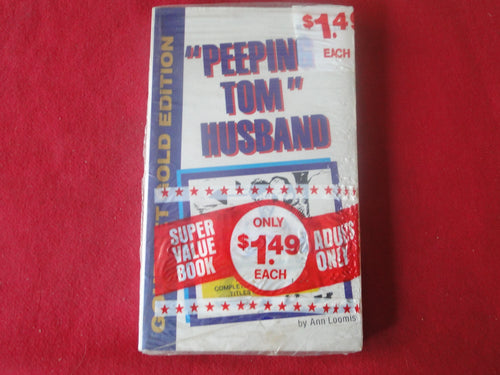 $1.49
EACH
"PEEPIN
TOM"
HUSBAND
GOLD EDITION
SUPER
VALUE
BOOK
ONLY
$1.49
EACH
ADULTS
ONLY
TITLES
by Ann Loomis